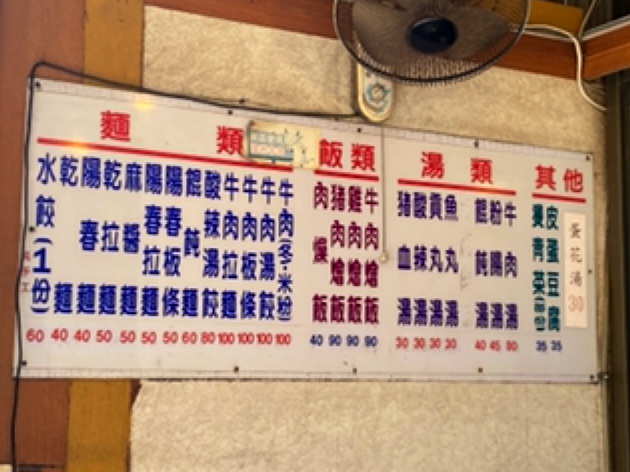 麵類
水餃(1份) 60
乾麵 40
陽春麵 40
乾拉麵 50
麻醬麵 50
陽春拉麵 50
陽春板條 50
餛飩麵 60
酸辣湯餃 80
牛肉拉麵 100
牛肉板條 100
牛肉湯餃 100
牛肉(冬·米粉) 100
飯類
肉燥飯 40
豬肉燴飯 90
雞肉燴飯 90
牛肉燴飯 90
湯類
豬血湯 30
酸辣湯 30
貢丸湯 30
魚丸湯 30
餛飩湯 40
粉腸湯 45
牛肉湯
其他
燙青菜(1份) 35
皮蛋豆腐 35
蛋花湯 30